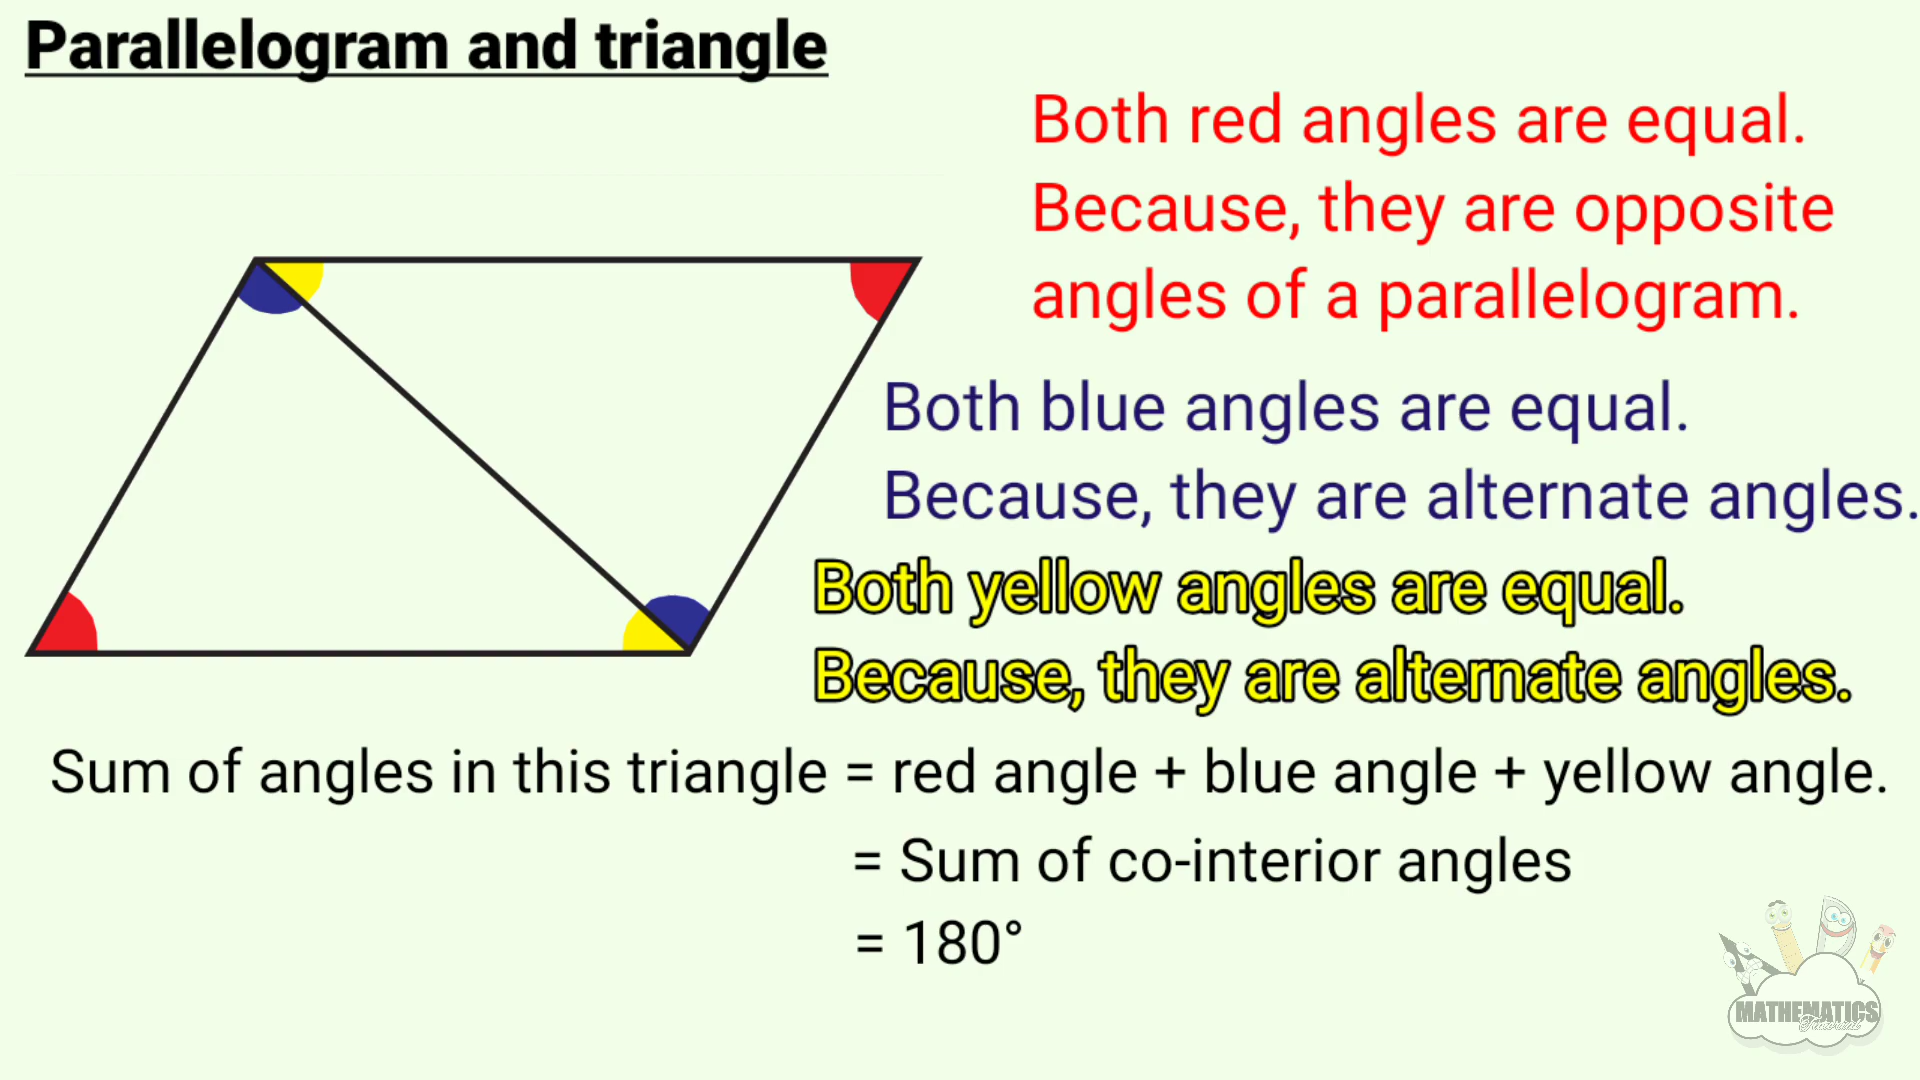 Parallelogram and triangle
Both red angles are equal.
Because, they are opposite
angles of a parallelogram.
Both blue angles are equal.
Because, they are alternate angles.
Both yellow angles are equal.
Because, they are alternate angles.
Sum of angles in this triangle = red angle + blue angle + yellow angle.
= Sum of co-interior angles
= 180°
MATHEMATICS